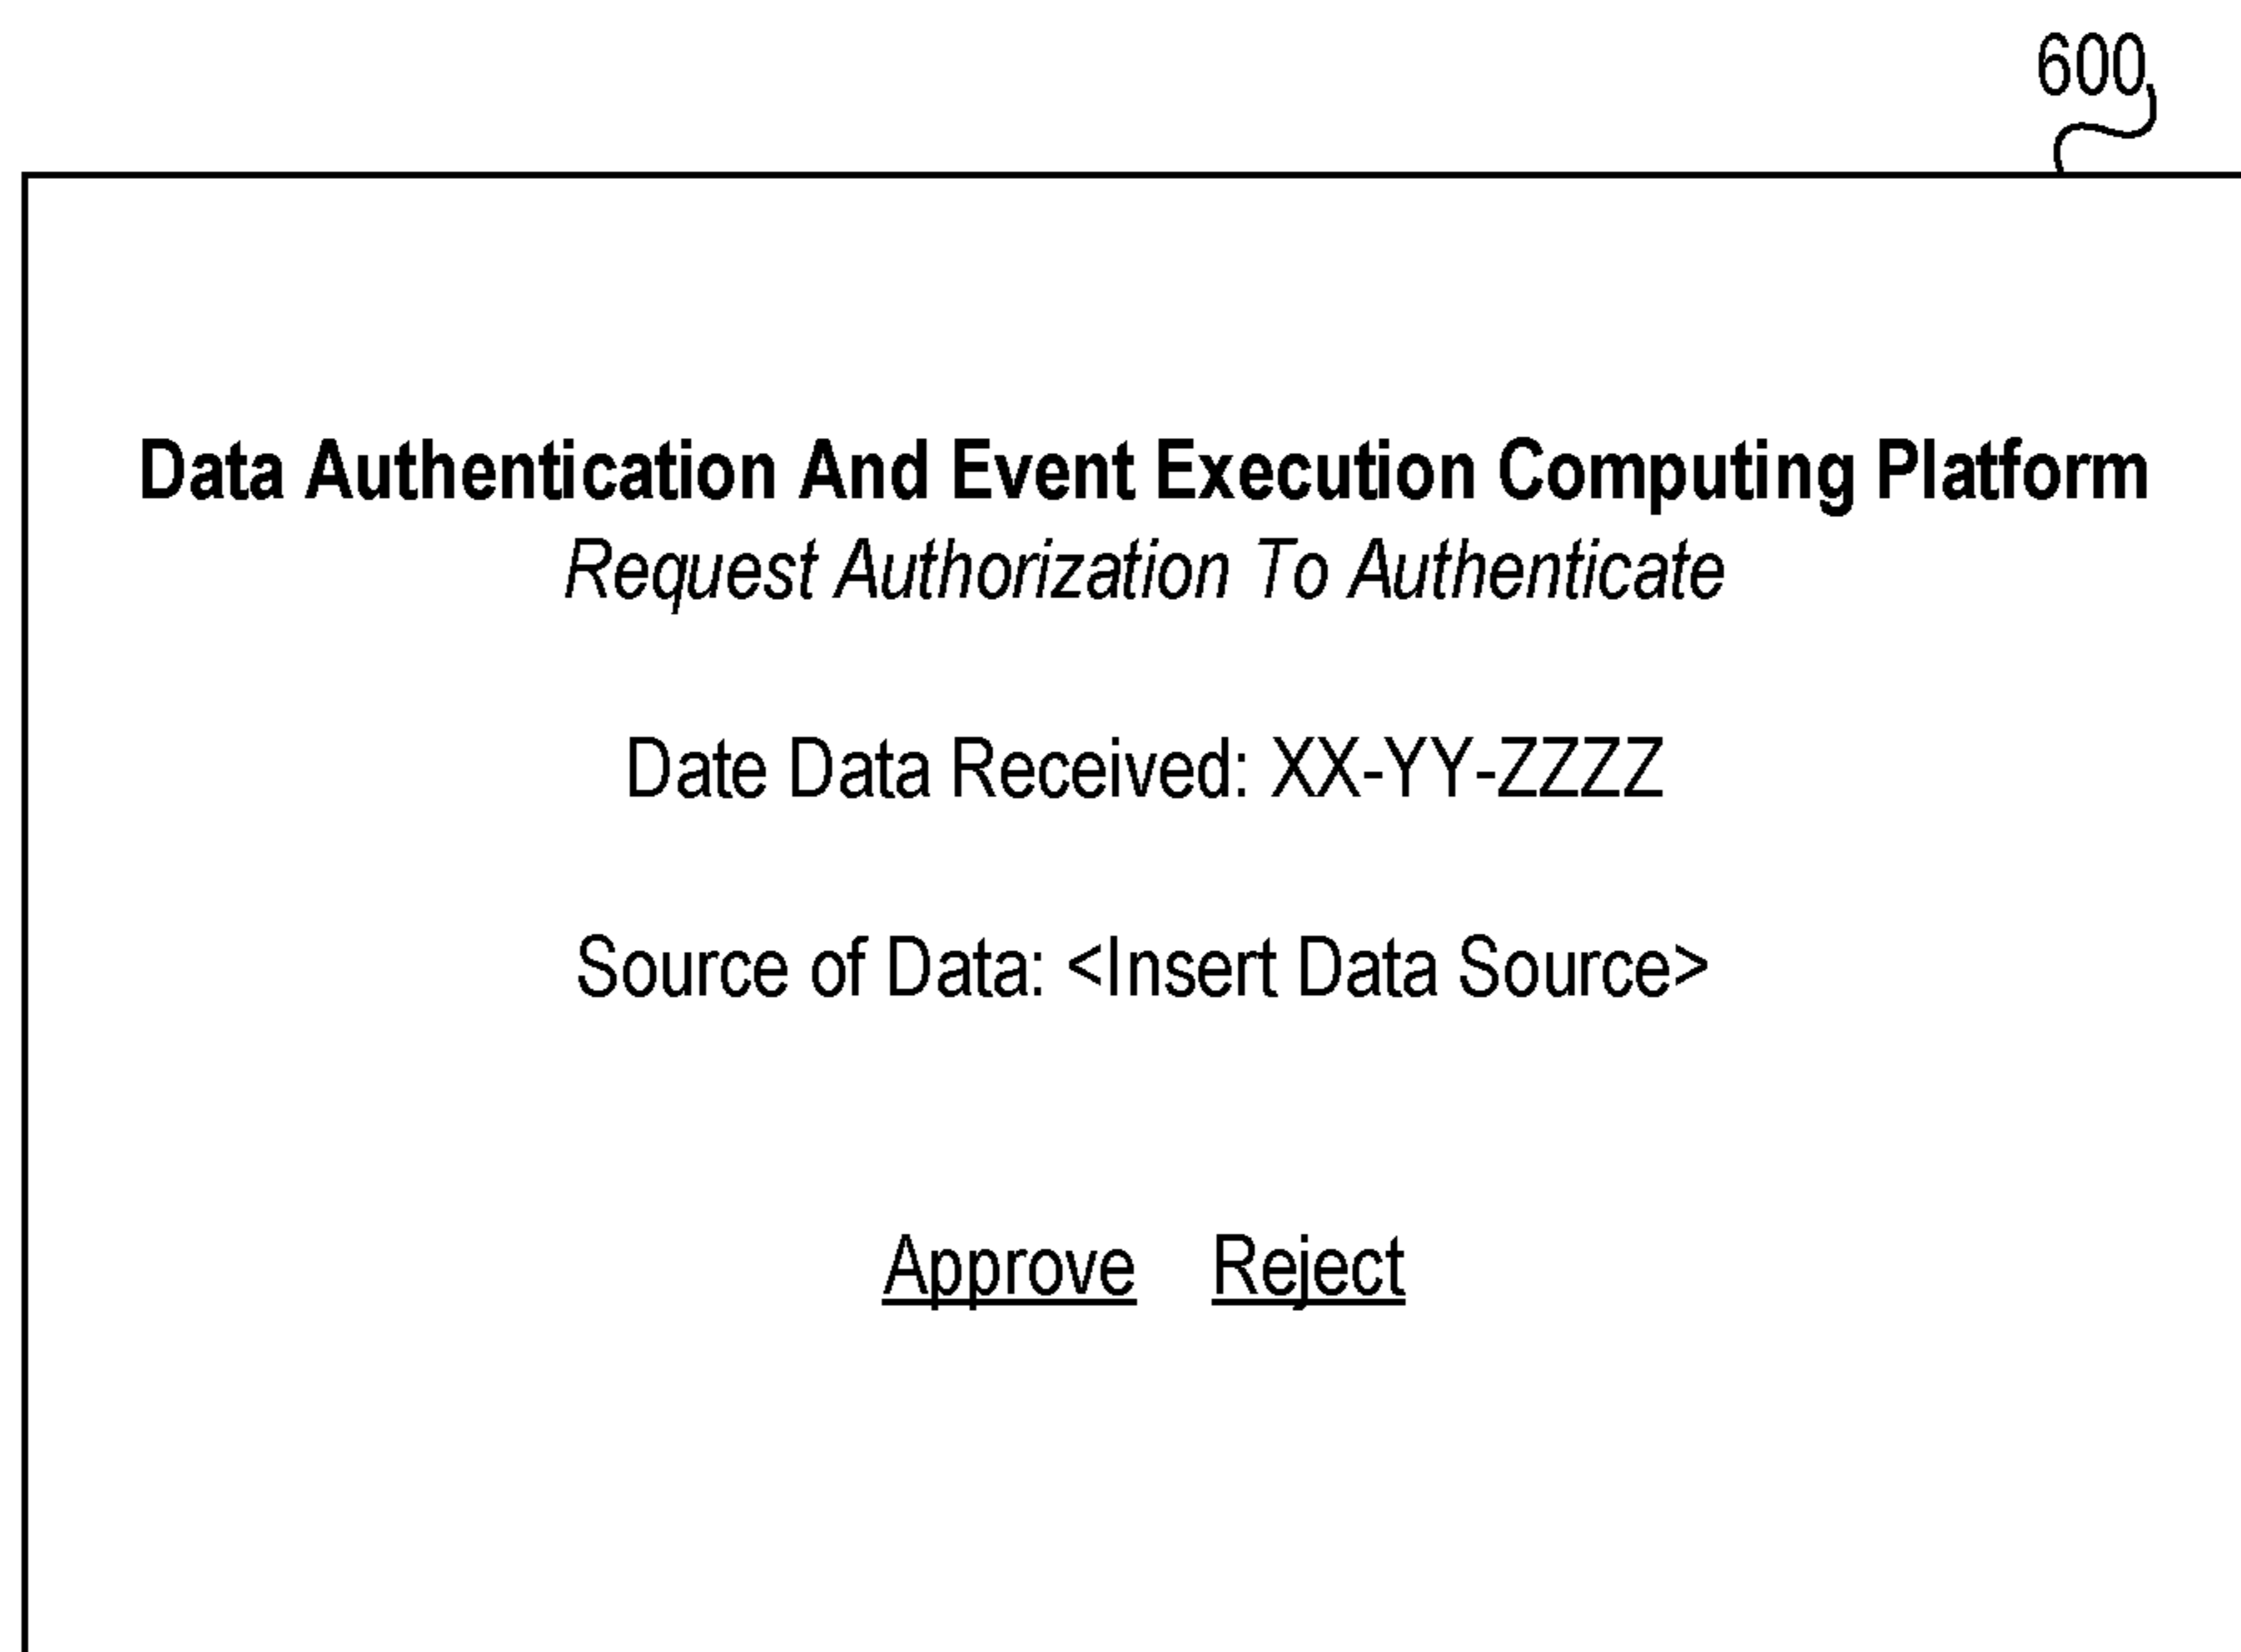 600
Data Authentication And Event Execution Computing Platform
Request Authorization To Authenticate
Date Data Received: XX-YY-ZZZZ
Source of Data: <Insert Data Source>
Approve Reject